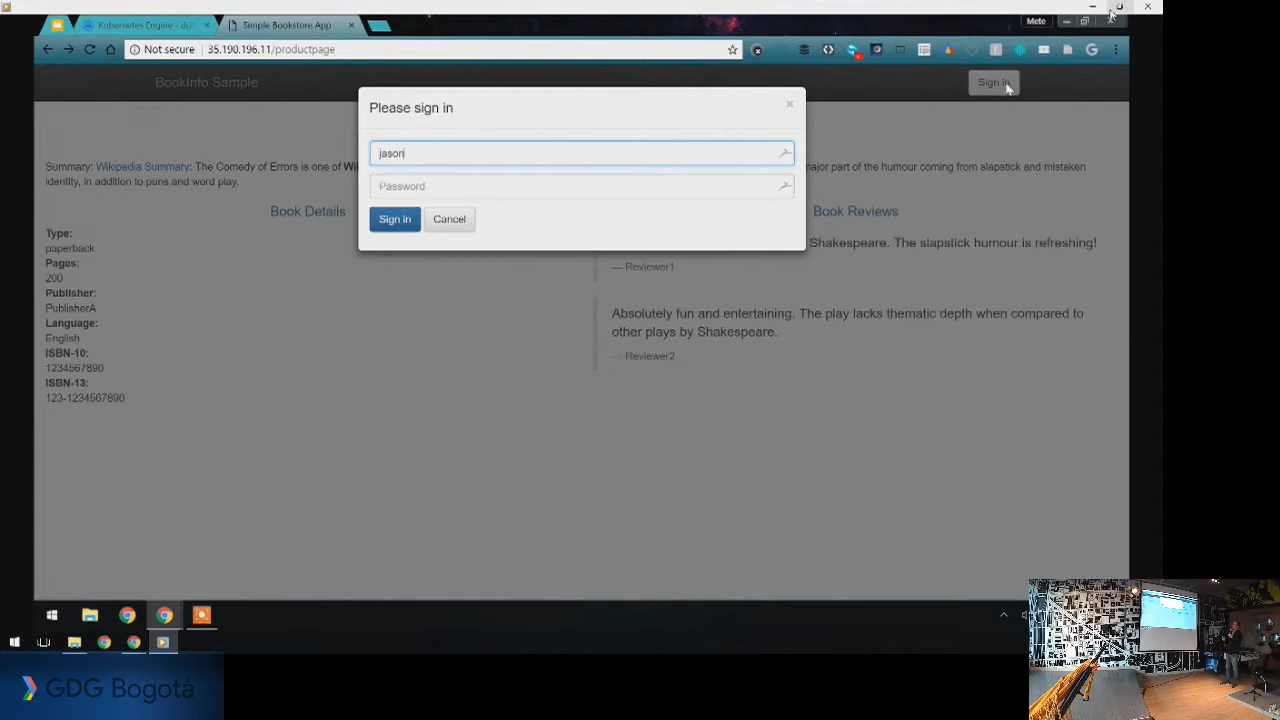 Kubernetes Engine - do
Simple Bookstore App
Mete
Not secure
35.190.196.11/productpage
BookInfo Sample
Sign in
Please sign in
jason
Password
Sign in
Cancel
Summary: Wikipedia Summary: The Comedy of Errors is one of
major part of the humour coming from slapstick and mistaken
identity, in addition to puns and word play.
Book Details
Book Reviews
Type:
paperback
Pages:
200
Publisher:
PublisherA
Language:
English
ISBN-10:
1234567890
ISBN-13:
123-1234567890
Shakespeare. The slapstick humour is refreshing!
— Reviewer1
Absolutely fun and entertaining. The play lacks thematic depth when compared to
other plays by Shakespeare.
— Reviewer2
GDG Bogotá